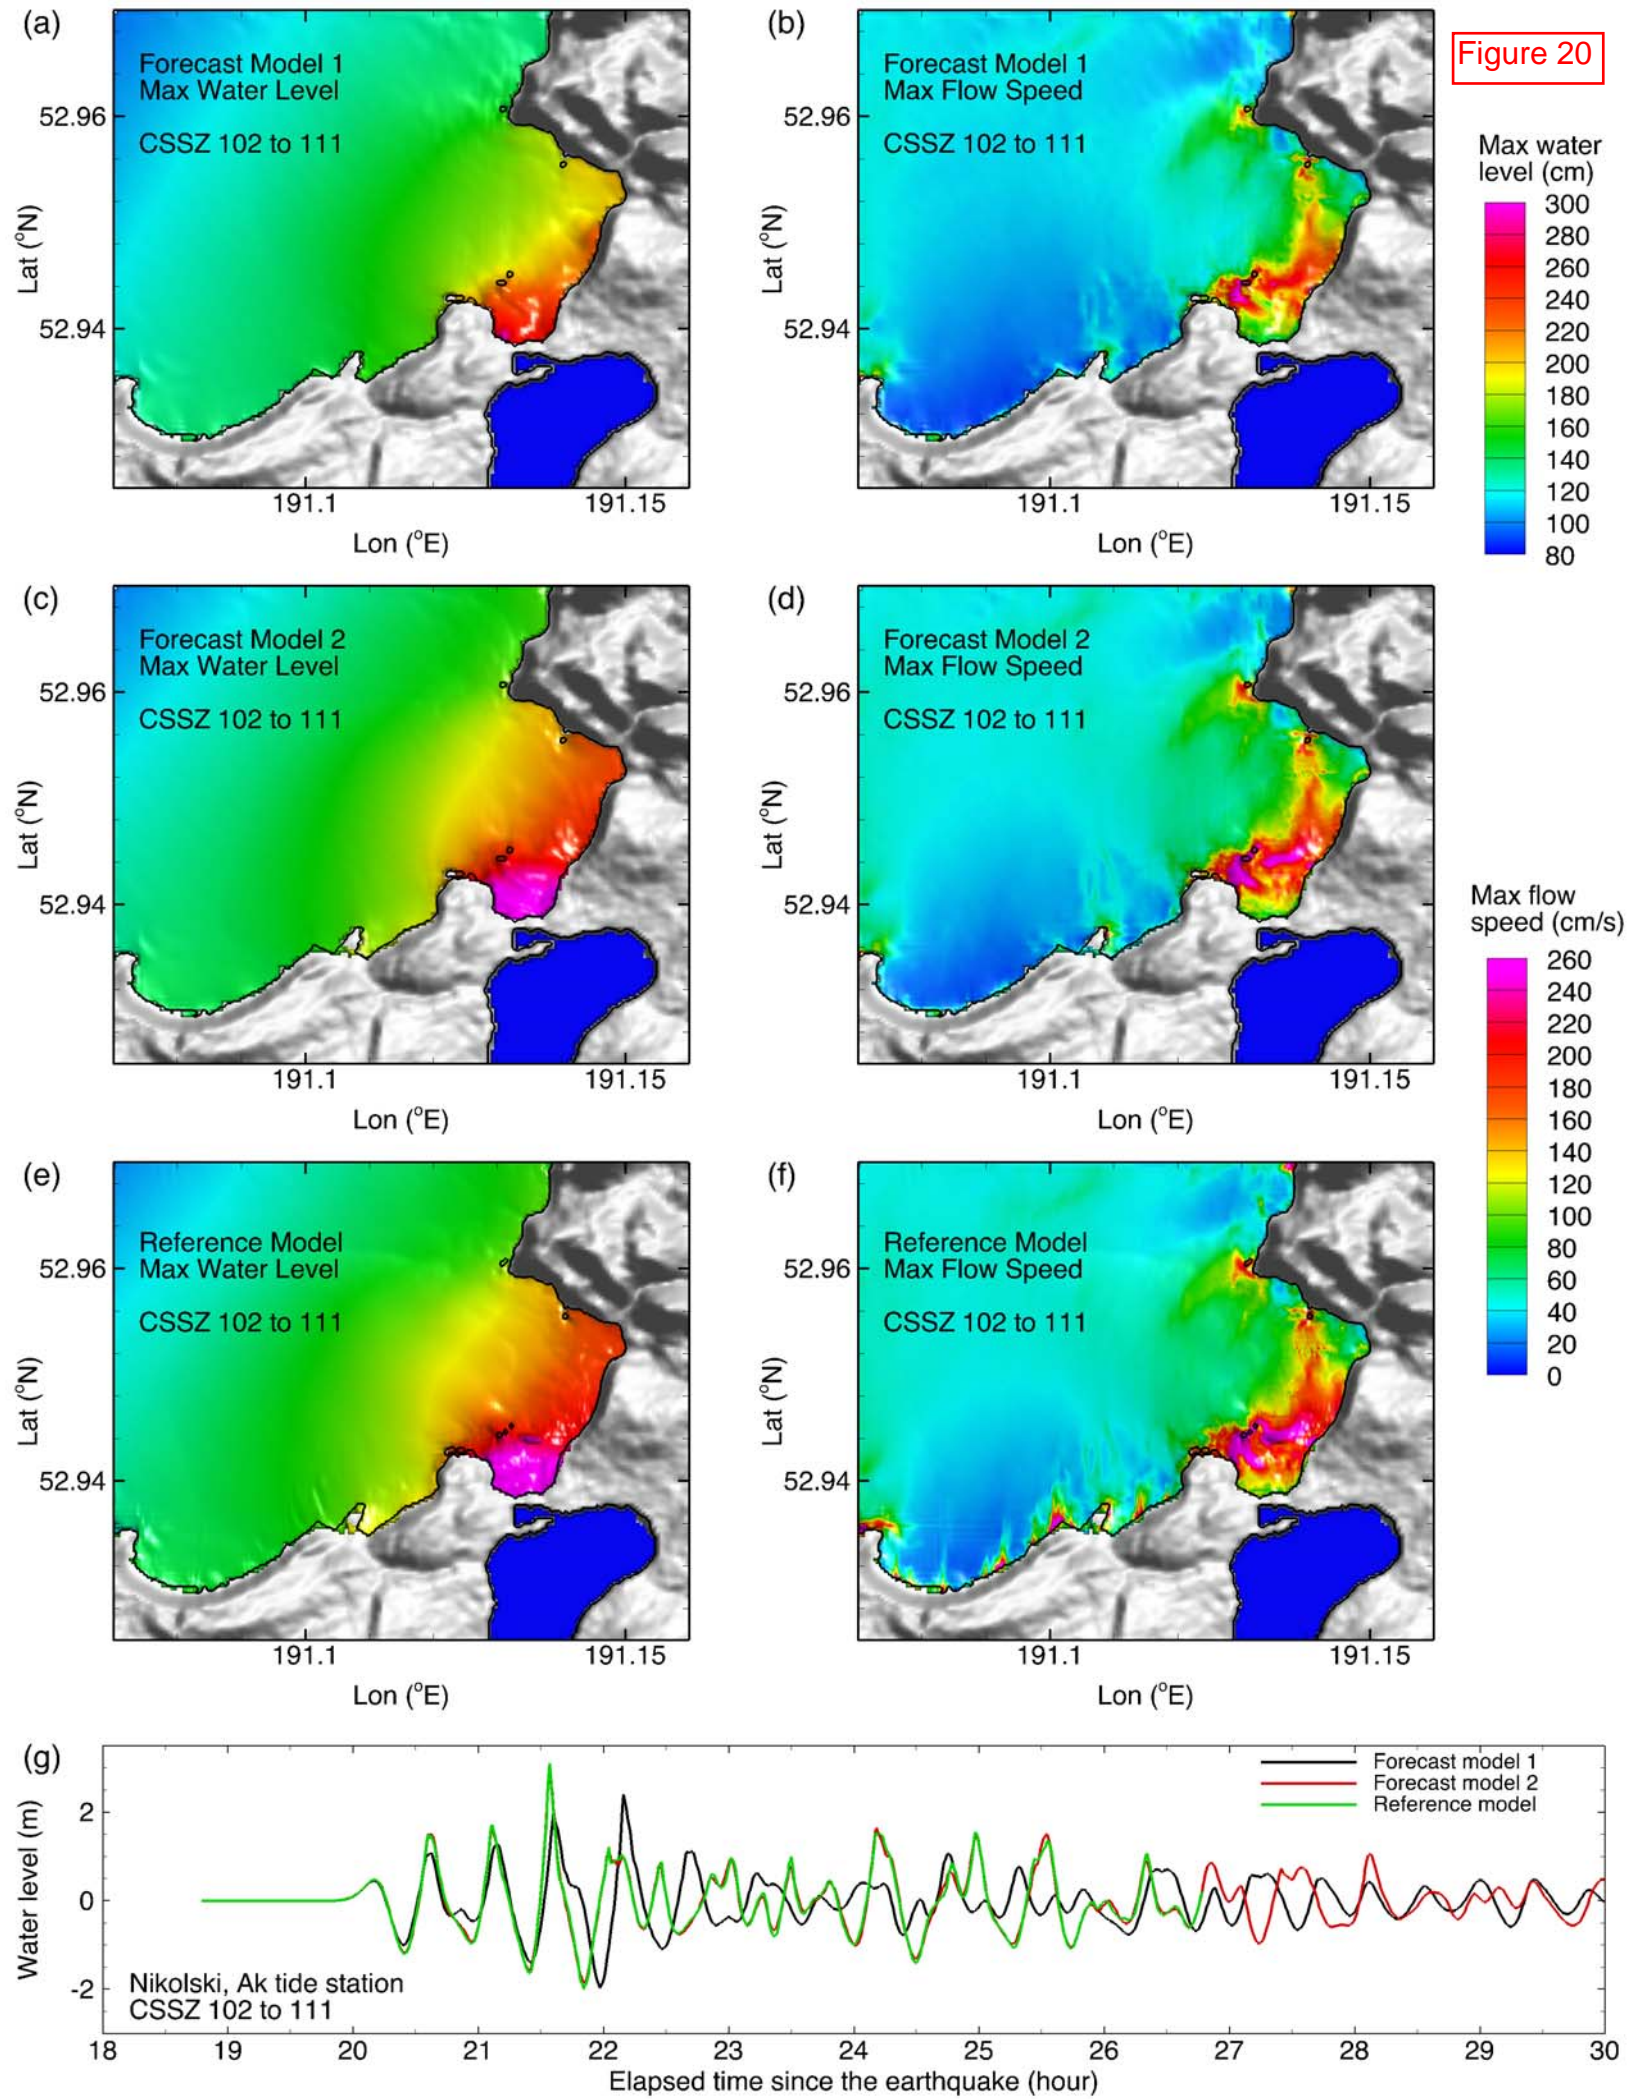 (a)
Forecast Model 1
Max Water Level
CSSZ 102 to 111
52.96
52.94
Lat (°N)
191.1
191.15
Lon (°E)
(b)
Forecast Model 1
Max Flow Speed
CSSZ 102 to 111
52.96
52.94
Lat (°N)
191.1
191.15
Lon (°E)
Figure 20
Max water
level (cm)
300
280
260
240
220
200
180
160
140
120
100
80
(c)
Forecast Model 2
Max Water Level
CSSZ 102 to 111
52.96
52.94
Lat (°N)
191.1
191.15
Lon (°E)
(d)
Forecast Model 2
Max Flow Speed
CSSZ 102 to 111
52.96
52.94
Lat (°N)
191.1
191.15
Lon (°E)
Max flow
speed (cm/s)
260
240
220
200
180
160
140
120
100
80
60
40
20
0
(e)
Reference Model
Max Water Level
CSSZ 102 to 111
52.96
52.94
Lat (°N)
191.1
191.15
Lon (°E)
(f)
Reference Model
Max Flow Speed
CSSZ 102 to 111
52.96
52.94
Lat (°N)
191.1
191.15
Lon (°E)
(g)
Forecast model 1
Forecast model 2
Reference model
Water level (m)
2
0
-2
Nikolski, Ak tide station
CSSZ 102 to 111
18 19 20 21 22 23 24 25 26 27 28 29 30
Elapsed time since the earthquake (hour)